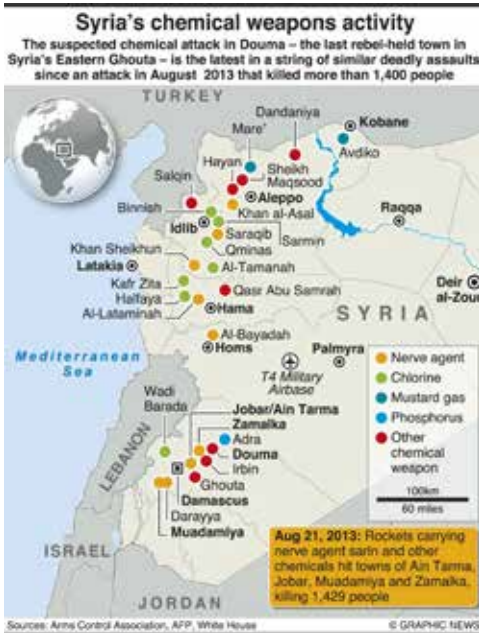 Syria's chemical weapons activity
The suspected chemical attack in Douma – the last rebel-held town in
Syria's Eastern Ghouta – is the latest in a string of similar deadly assaults
since an attack in August 2013 that killed more than 1,400 people
TURKEY
Dandaniya
Kobane
Mare'
Avdiko
Hayan
Sheikh
Maqsood
Salqin
Aleppo
Binnish
Khan al-Asal
Raqqa
Idlib
Saraqib
Sarmin
Qminas
Khan Sheikhun
Latakia
Al-Tamanah
Kafr Zita
Qasr Abu Samrah
Deir
al-Zour
Halfaya
Al-Lataminah
Hama
SYRIA
Al-Bayadah
Homs
Palmyra
Mediterranean
Sea
T4 Military
Airbase
Nerve agent
Chlorine
Mustard gas
Phosphorus
Other
chemical
weapon
100km
60 miles
Wadi
Barada
Jobar/Ain Tarma
Zamalka
Adra
Douma
Irbin
Ghouta
LEBANON
Damascus
Darayya
Muadamiya
ISRAEL
JORDAN
Aug 21, 2013: Rockets carrying
nerve agent sarin and other
chemicals hit towns of Ain Tarma,
Jobar, Muadamiya and Zamalka,
killing 1,429 people
Sources: Arms Control Association, AFP, White House
© GRAPHIC NEWS